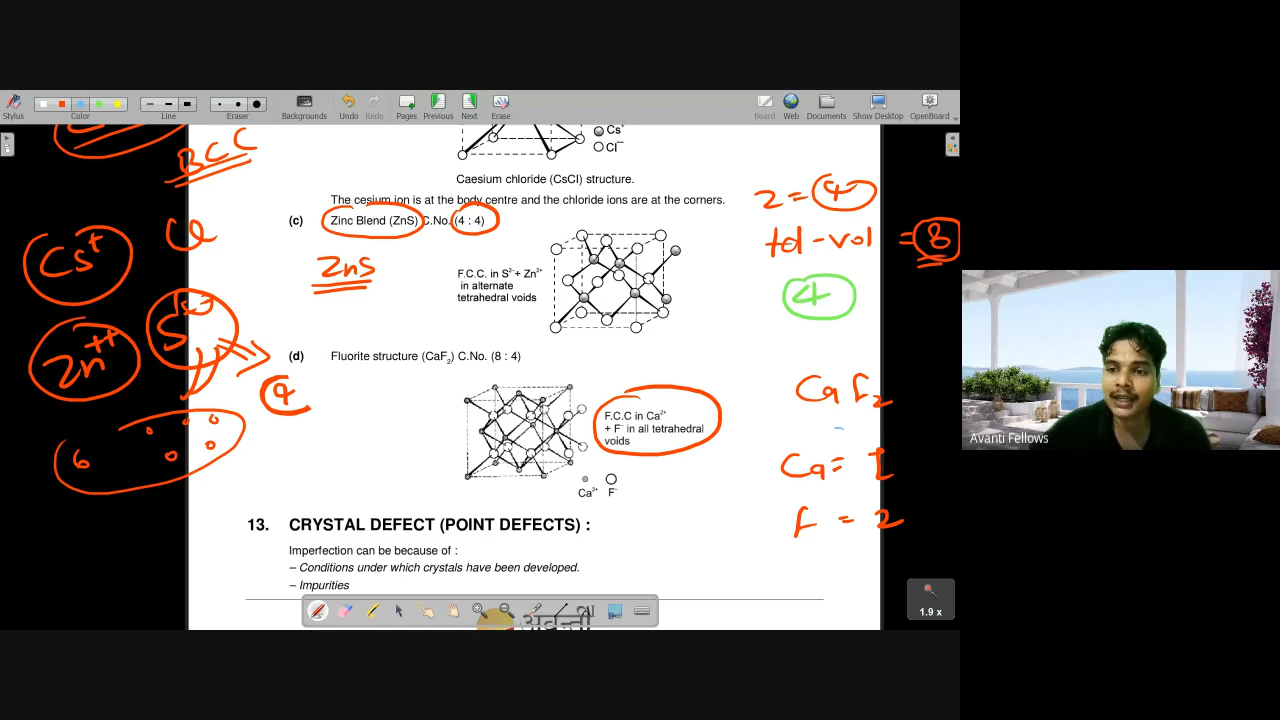 Stylus
Color
Line
Eraser
Backgrounds
Undo
Redo
Pages
Previous
Next
Erase
Board
Web
Documents
Show Desktop
OpenBoard
BCC
Cs+
Cl−
Caesium chloride (CsCl) structure.
The cesium ion is at the body centre and the chloride ions are at the corners.
(c) Zinc Blend (ZnS) C.No. (4 : 4)
ZnS
F.C.C. in S2−+ Zn2+
in alternate
tetrahedral voids
Z = 4
td - vol = 8
4
Cs+
Zn++
4
6
(d) Fluorite structure (CaF2) C.No. (8 : 4)
F.C.C in Ca2+
+ F− in all tetrahedral
voids
Ca2+
F−
CaF2
Ca = 1
F = 2
Avanti Fellows
13. CRYSTAL DEFECT (POINT DEFECTS) :
Imperfection can be because of :
– Conditions under which crystals have been developed.
– Impurities
1.9 x
अवन्ती